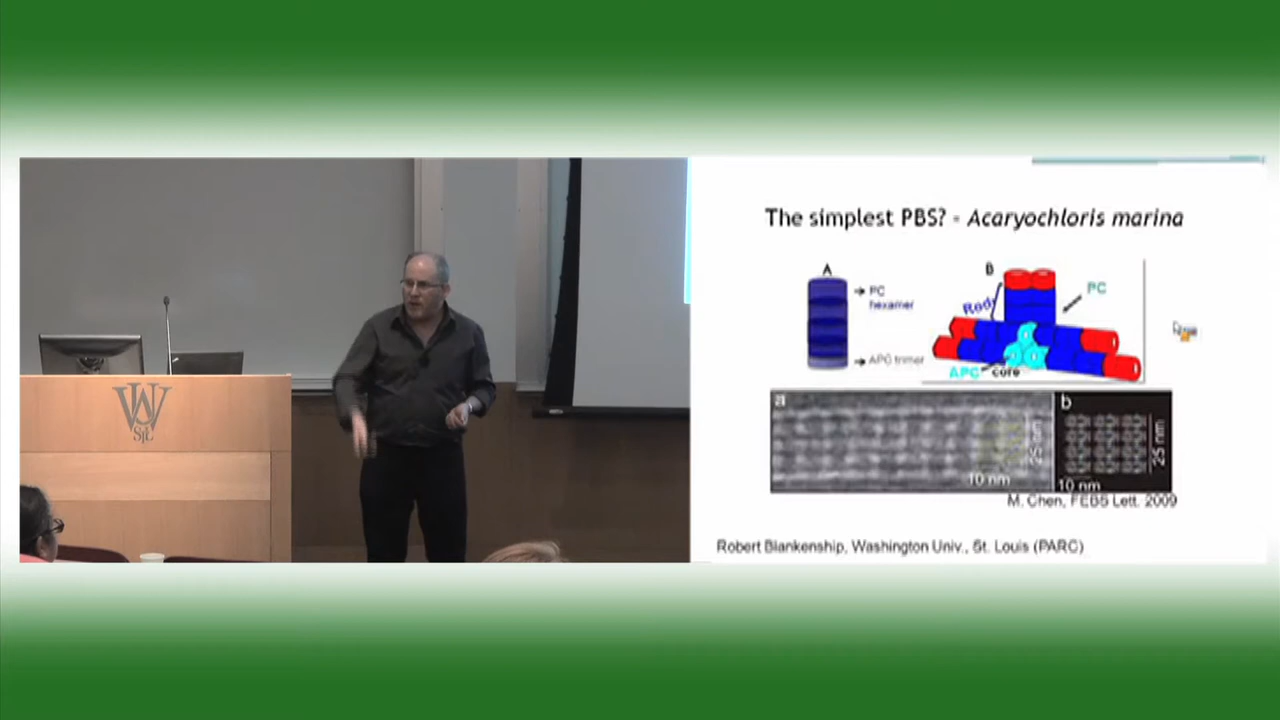 WU
StL
The simplest PBS? - Acaryochloris marina
A
B
PC
hexamer
Rods
PC
APC trimer
APC
core
a
25 nm
10 nm
b
25 nm
10 nm
M. Chen, FEBS Lett. 2009
Robert Blankenship, Washington Univ., St. Louis (PARC)